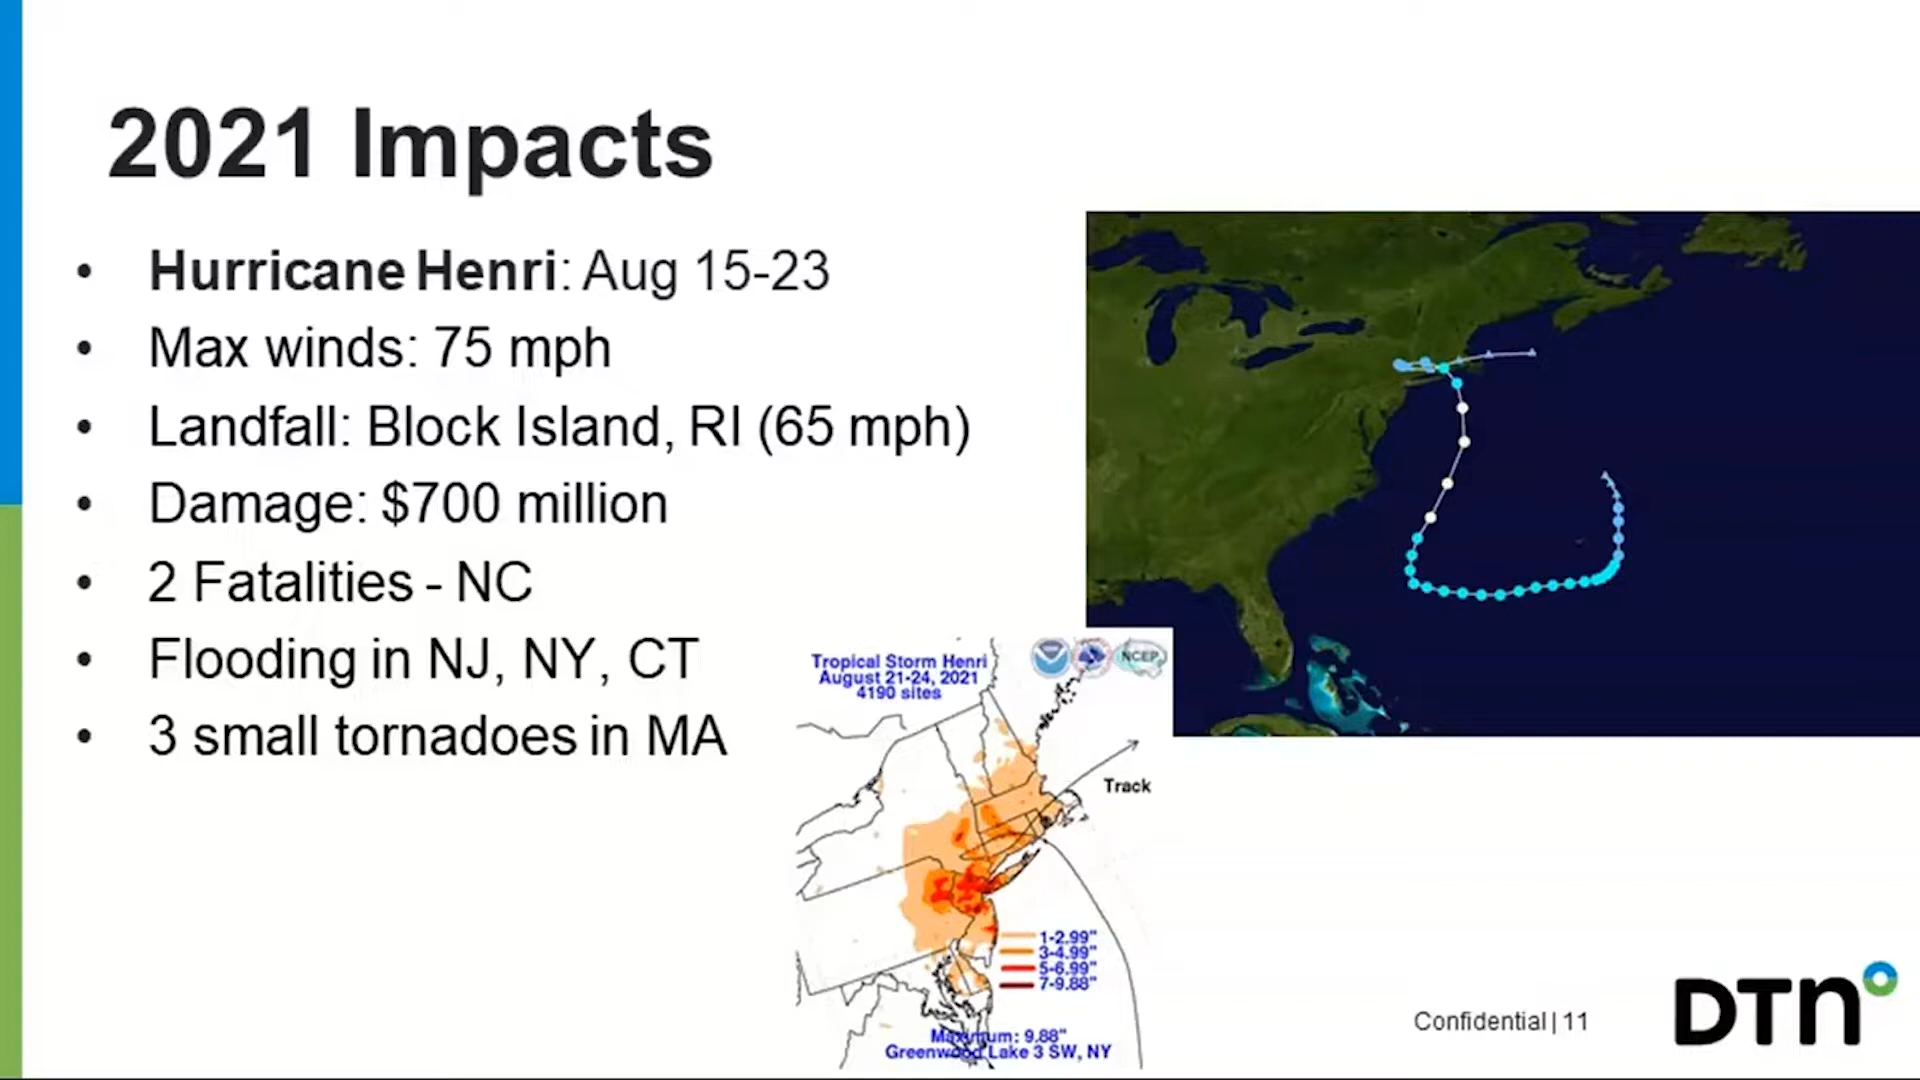 2021 Impacts
• Hurricane Henri: Aug 15-23
• Max winds: 75 mph
• Landfall: Block Island, RI (65 mph)
• Damage: $700 million
• 2 Fatalities - NC
• Flooding in NJ, NY, CT
• 3 small tornadoes in MA
Tropical Storm Henri
August 21-24, 2021
4190 sites
NCEP
Track
1-2.99"
3-4.99"
5-6.99"
7-9.88"
Maximum: 9.88"
Greenwood Lake 3 SW, NY
Confidential | 11
DTN